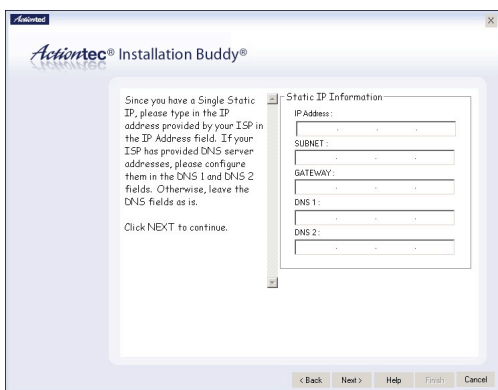 Actiontec
Actiontec® Installation Buddy®
Since you have a Single Static
IP, please type in the IP
address provided by your ISP in
the IP Address field. If your
ISP has provided DNS server
addresses, please configure
them in the DNS 1 and DNS 2
fields. Otherwise, leave the
DNS fields as is.
Click NEXT to continue.
Static IP Information
IP Address :
SUBNET :
GATEWAY :
DNS 1 :
DNS 2 :
< Back Next > Help Finish Cancel